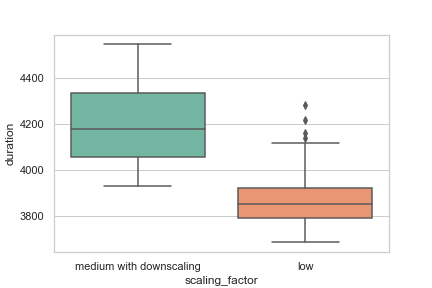 4400
4200
4000
3800
duration
medium with downscaling
low
scaling_factor